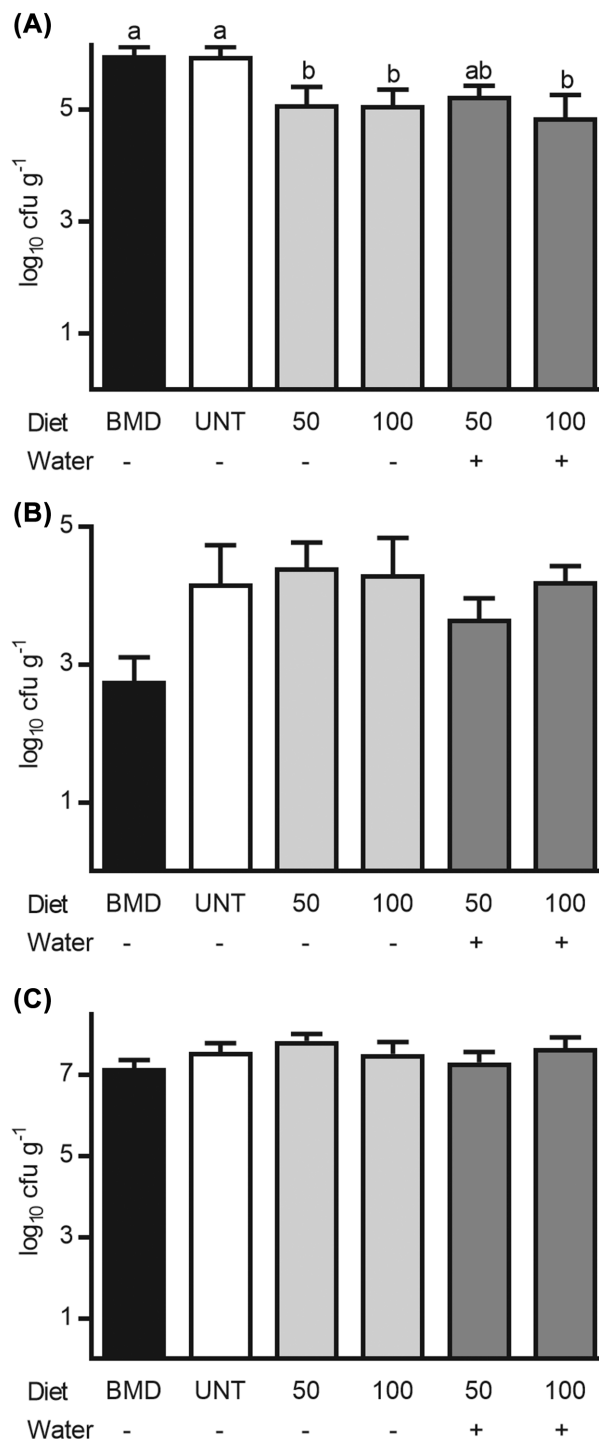 (A)
a a b b ab b
5
3
1
log₁₀ cfu g⁻¹
Diet BMD UNT 50 100 50 100
Water - - - - + +
(B)
5
3
1
log₁₀ cfu g⁻¹
Diet BMD UNT 50 100 50 100
Water - - - - + +
(C)
7
5
3
1
log₁₀ cfu g⁻¹
Diet BMD UNT 50 100 50 100
Water - - - - + +